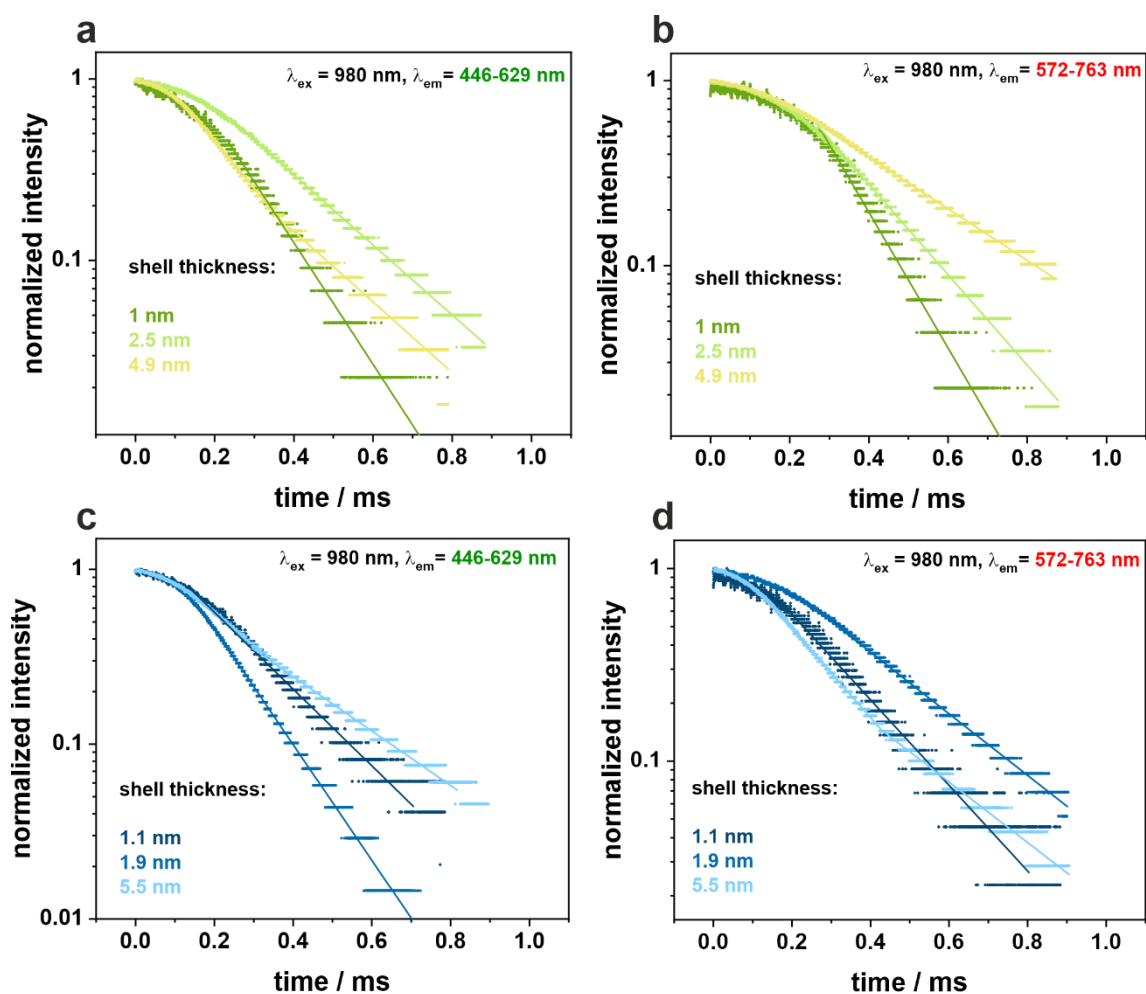 a
λex = 980 nm, λem= 446-629 nm
normalized intensity
1
0.1
shell thickness:
1 nm
2.5 nm
4.9 nm
0.0 0.2 0.4 0.6 0.8 1.0
time / ms
b
λex = 980 nm, λem= 572-763 nm
normalized intensity
1
0.1
shell thickness:
1 nm
2.5 nm
4.9 nm
0.0 0.2 0.4 0.6 0.8 1.0
time / ms
c
λex = 980 nm, λem= 446-629 nm
normalized intensity
1
0.1
0.01
shell thickness:
1.1 nm
1.9 nm
5.5 nm
0.0 0.2 0.4 0.6 0.8 1.0
time / ms
d
λex = 980 nm, λem= 572-763 nm
normalized intensity
1
0.1
shell thickness:
1.1 nm
1.9 nm
5.5 nm
0.0 0.2 0.4 0.6 0.8 1.0
time / ms